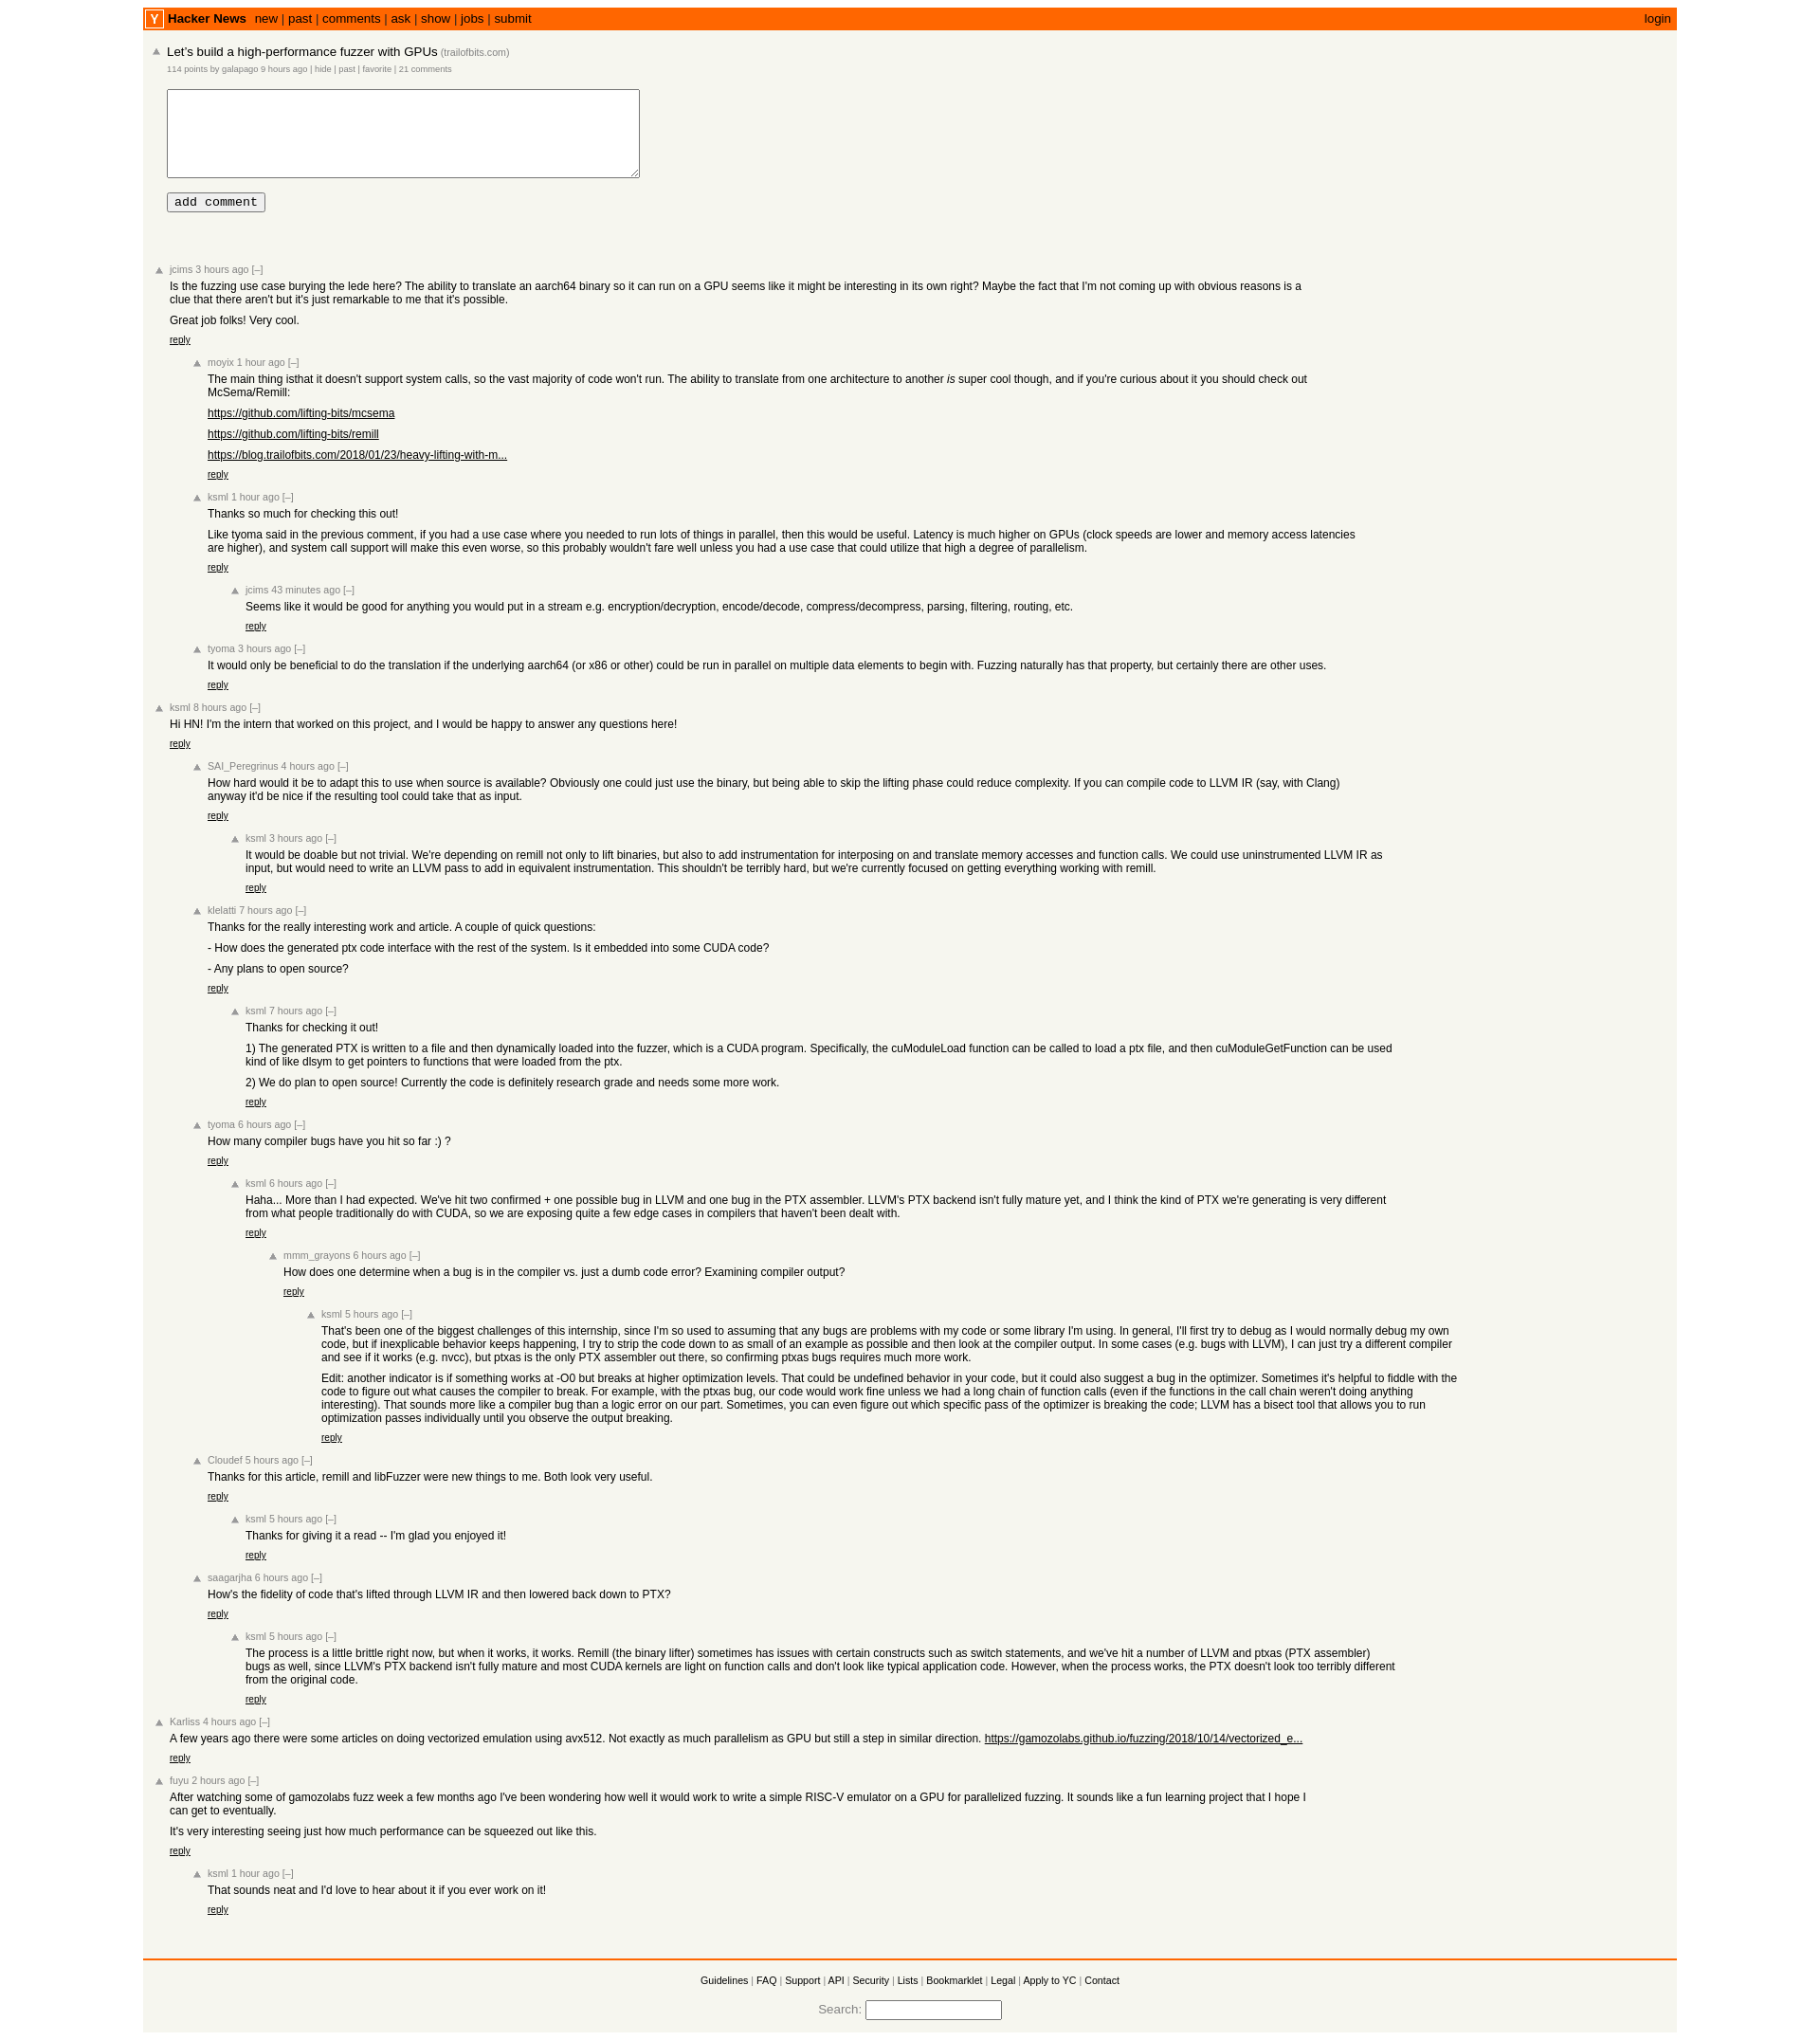 Y Hacker News new | past | comments | ask | show | jobs | submit login
Let's build a high-performance fuzzer with GPUs (trailofbits.com)
114 points by galapago 9 hours ago | hide | past | favorite | 21 comments
add comment
jcims 3 hours ago [–]
Is the fuzzing use case burying the lede here? The ability to translate an aarch64 binary so it can run on a GPU seems like it might be interesting in its own right? Maybe the fact that I'm not coming up with obvious reasons is a
clue that there aren't but it's just remarkable to me that it's possible.
Great job folks! Very cool.
reply
moyix 1 hour ago [–]
The main thing isthat it doesn't support system calls, so the vast majority of code won't run. The ability to translate from one architecture to another is super cool though, and if you're curious about it you should check out
McSema/Remill:
https://github.com/lifting-bits/mcsema
https://github.com/lifting-bits/remill
https://blog.trailofbits.com/2018/01/23/heavy-lifting-with-m...
reply
ksml 1 hour ago [–]
Thanks so much for checking this out!
Like tyoma said in the previous comment, if you had a use case where you needed to run lots of things in parallel, then this would be useful. Latency is much higher on GPUs (clock speeds are lower and memory access latencies
are higher), and system call support will make this even worse, so this probably wouldn't fare well unless you had a use case that could utilize that high a degree of parallelism.
reply
jcims 43 minutes ago [–]
Seems like it would be good for anything you would put in a stream e.g. encryption/decryption, encode/decode, compress/decompress, parsing, filtering, routing, etc.
reply
tyoma 3 hours ago [–]
It would only be beneficial to do the translation if the underlying aarch64 (or x86 or other) could be run in parallel on multiple data elements to begin with. Fuzzing naturally has that property, but certainly there are other uses.
reply
ksml 8 hours ago [–]
Hi HN! I'm the intern that worked on this project, and I would be happy to answer any questions here!
reply
SAI_Peregrinus 4 hours ago [–]
How hard would it be to adapt this to use when source is available? Obviously one could just use the binary, but being able to skip the lifting phase could reduce complexity. If you can compile code to LLVM IR (say, with Clang)
anyway it'd be nice if the resulting tool could take that as input.
reply
ksml 3 hours ago [–]
It would be doable but not trivial. We're depending on remill not only to lift binaries, but also to add instrumentation for interposing on and translate memory accesses and function calls. We could use uninstrumented LLVM IR as
input, but would need to write an LLVM pass to add in equivalent instrumentation. This shouldn't be terribly hard, but we're currently focused on getting everything working with remill.
reply
klelatti 7 hours ago [–]
Thanks for the really interesting work and article. A couple of quick questions:
- How does the generated ptx code interface with the rest of the system. Is it embedded into some CUDA code?
- Any plans to open source?
reply
ksml 7 hours ago [–]
Thanks for checking it out!
1) The generated PTX is written to a file and then dynamically loaded into the fuzzer, which is a CUDA program. Specifically, the cuModuleLoad function can be called to load a ptx file, and then cuModuleGetFunction can be used
kind of like dlsym to get pointers to functions that were loaded from the ptx.
2) We do plan to open source! Currently the code is definitely research grade and needs some more work.
reply
tyoma 6 hours ago [–]
How many compiler bugs have you hit so far :) ?
reply
ksml 6 hours ago [–]
Haha... More than I had expected. We've hit two confirmed + one possible bug in LLVM and one bug in the PTX assembler. LLVM's PTX backend isn't fully mature yet, and I think the kind of PTX we're generating is very different
from what people traditionally do with CUDA, so we are exposing quite a few edge cases in compilers that haven't been dealt with.
reply
mmm_grayons 6 hours ago [–]
How does one determine when a bug is in the compiler vs. just a dumb code error? Examining compiler output?
reply
ksml 5 hours ago [–]
That's been one of the biggest challenges of this internship, since I'm so used to assuming that any bugs are problems with my code or some library I'm using. In general, I'll first try to debug as I would normally debug my own
code, but if inexplicable behavior keeps happening, I try to strip the code down to as small of an example as possible and then look at the compiler output. In some cases (e.g. bugs with LLVM), I can just try a different compiler
and see if it works (e.g. nvcc), but ptxas is the only PTX assembler out there, so confirming ptxas bugs requires much more work.
Edit: another indicator is if something works at -O0 but breaks at higher optimization levels. That could be undefined behavior in your code, but it could also suggest a bug in the optimizer. Sometimes it's helpful to fiddle with the
code to figure out what causes the compiler to break. For example, with the ptxas bug, our code would work fine unless we had a long chain of function calls (even if the functions in the call chain weren't doing anything
interesting). That sounds more like a compiler bug than a logic error on our part. Sometimes, you can even figure out which specific pass of the optimizer is breaking the code; LLVM has a bisect tool that allows you to run
optimization passes individually until you observe the output breaking.
reply
Cloudef 5 hours ago [–]
Thanks for this article, remill and libFuzzer were new things to me. Both look very useful.
reply
ksml 5 hours ago [–]
Thanks for giving it a read -- I'm glad you enjoyed it!
reply
saagarjha 6 hours ago [–]
How's the fidelity of code that's lifted through LLVM IR and then lowered back down to PTX?
reply
ksml 5 hours ago [–]
The process is a little brittle right now, but when it works, it works. Remill (the binary lifter) sometimes has issues with certain constructs such as switch statements, and we've hit a number of LLVM and ptxas (PTX assembler)
bugs as well, since LLVM's PTX backend isn't fully mature and most CUDA kernels are light on function calls and don't look like typical application code. However, when the process works, the PTX doesn't look too terribly different
from the original code.
reply
Karliss 4 hours ago [–]
A few years ago there were some articles on doing vectorized emulation using avx512. Not exactly as much parallelism as GPU but still a step in similar direction. https://gamozolabs.github.io/fuzzing/2018/10/14/vectorized_e...
reply
fuyu 2 hours ago [–]
After watching some of gamozolabs fuzz week a few months ago I've been wondering how well it would work to write a simple RISC-V emulator on a GPU for parallelized fuzzing. It sounds like a fun learning project that I hope I
can get to eventually.
It's very interesting seeing just how much performance can be squeezed out like this.
reply
ksml 1 hour ago [–]
That sounds neat and I'd love to hear about it if you ever work on it!
reply
Guidelines | FAQ | Support | API | Security | Lists | Bookmarklet | Legal | Apply to YC | Contact
Search: